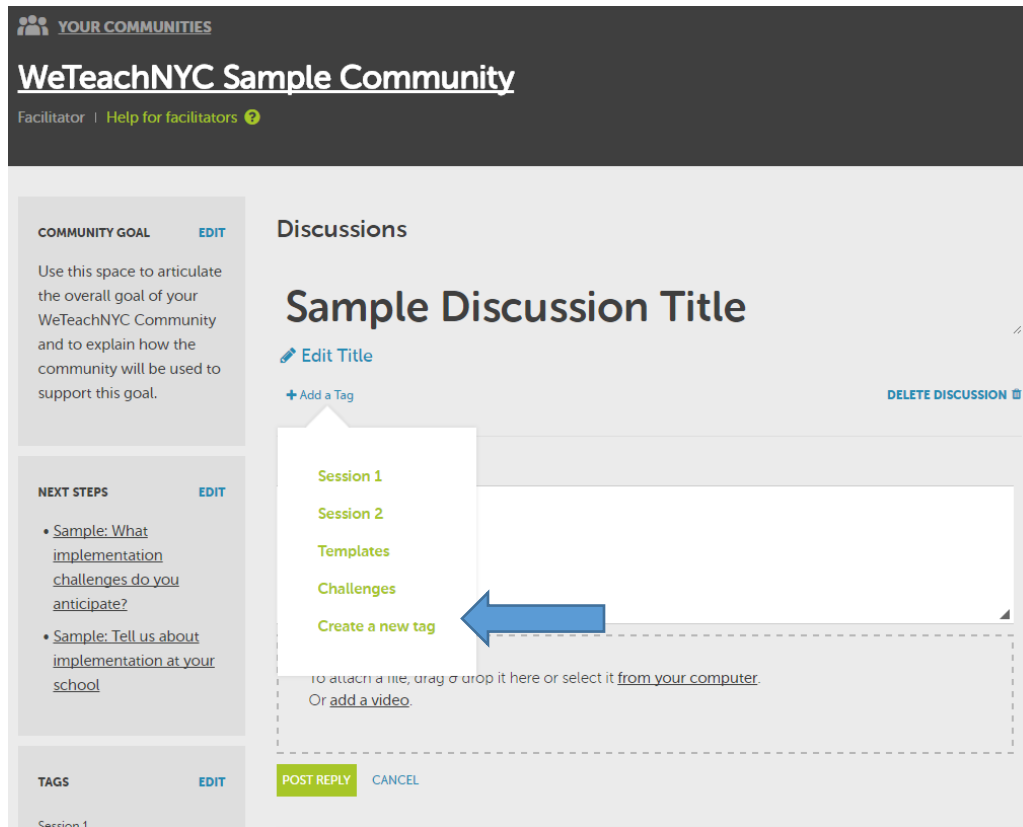 YOUR COMMUNITIES
WeTeachNYC Sample Community
Facilitator | Help for facilitators ?
COMMUNITY GOAL EDIT
Use this space to articulate
the overall goal of your
WeTeachNYC Community
and to explain how the
community will be used to
support this goal.
NEXT STEPS EDIT
• Sample: What
implementation
challenges do you
anticipate?
• Sample: Tell us about
implementation at your
school
TAGS EDIT
Session 1
Discussions
Sample Discussion Title
Edit Title
+ Add a Tag
DELETE DISCUSSION
Session 1
Session 2
Templates
Challenges
Create a new tag
To attach a file, drag & drop it here or select it from your computer.
Or add a video.
POST REPLY CANCEL